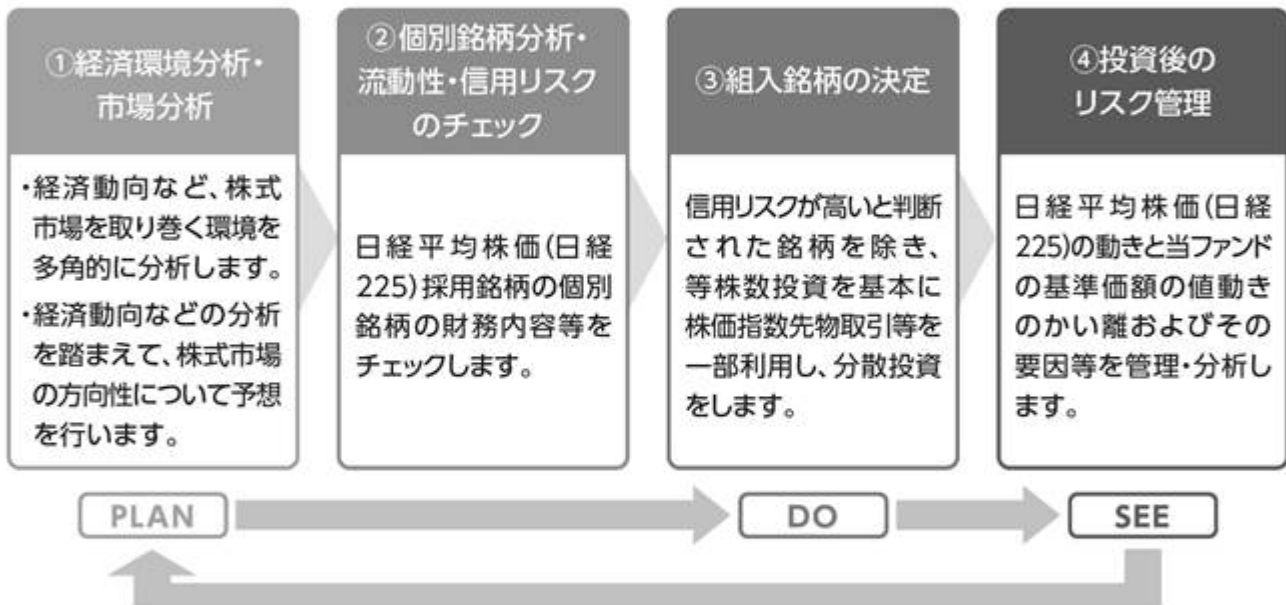 ①経済環境分析・
市場分析
・経済動向など、株式
市場を取り巻く環境を
多角的に分析します。
・経済動向などの分析
を踏まえて、株式市場
の方向性について予想
を行います。
②個別銘柄分析・
流動性・信用リスク
のチェック
日経平均株価(日経
225)採用銘柄の個別
銘柄の財務内容等を
チェックします。
③組入銘柄の決定
信用リスクが高いと判断
された銘柄を除き、
等株数投資を基本に
株価指数先物取引等を
一部利用し、分散投資
をします。
④投資後の
リスク管理
日経平均株価(日経
225)の動きと当ファンド
の基準価額の値動き
のかい離およびその
要因等を管理・分析し
ます。
PLAN
DO
SEE